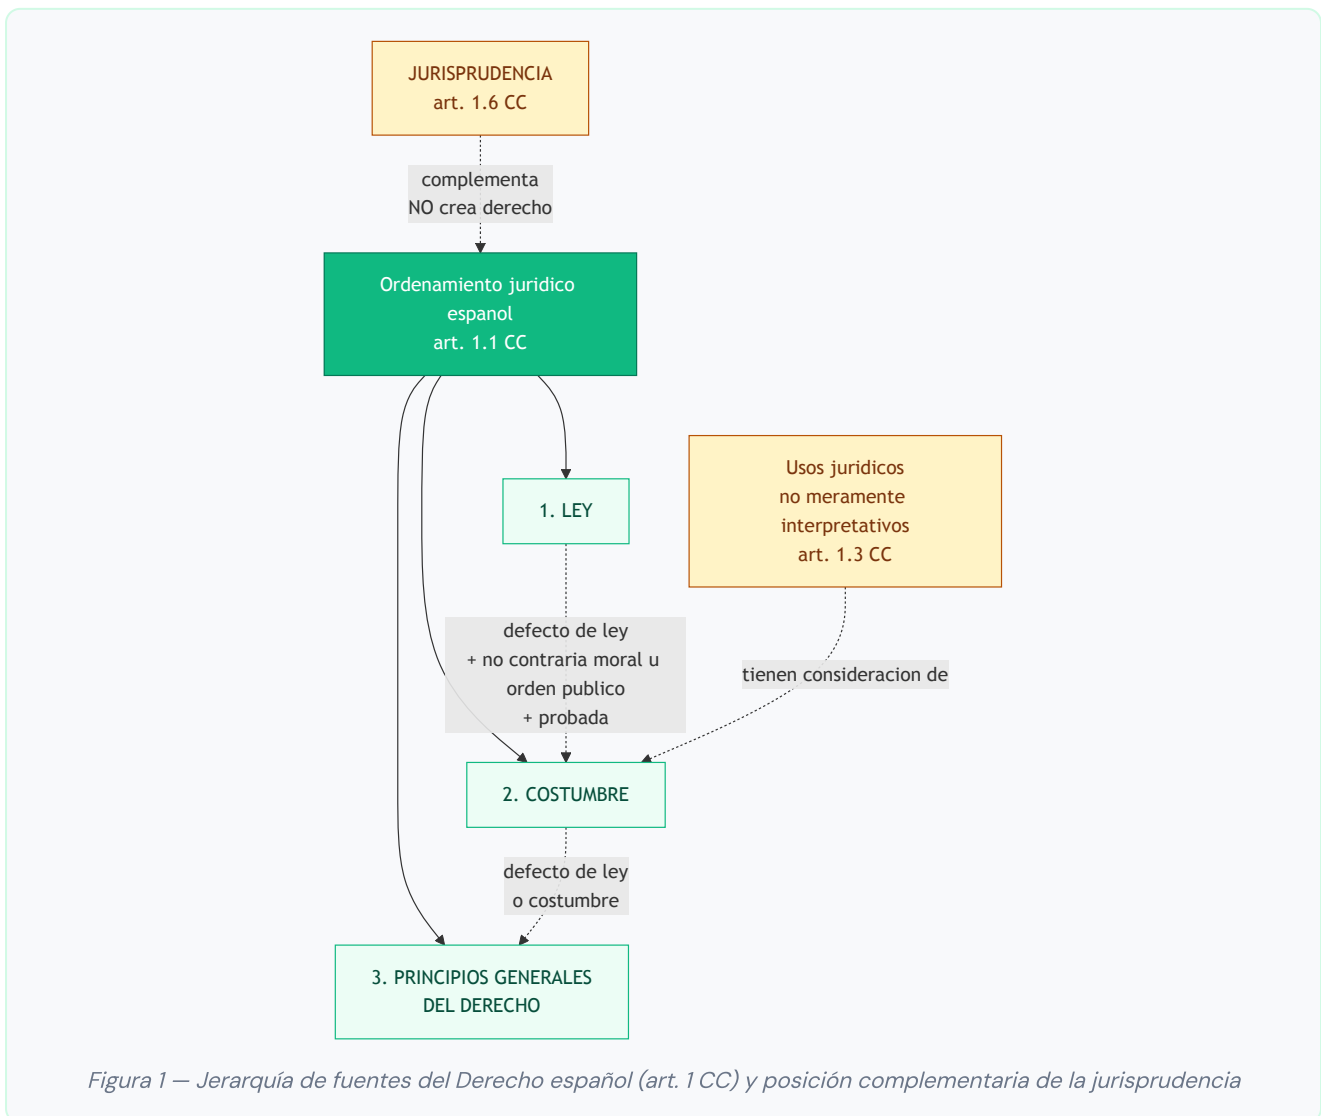 JURISPRUDENCIA
art. 1.6 CC
complementa
NO crea derecho
Ordenamiento juridico
espanol
art. 1.1 CC
1. LEY
Usos juridicos
no meramente
interpretativos
art. 1.3 CC
defecto de ley
+ no contraria moral u
orden publico
+ probada
tienen consideracion de
2. COSTUMBRE
defecto de ley
o costumbre
3. PRINCIPIOS GENERALES
DEL DERECHO
Figura 1 — Jerarquía de fuentes del Derecho español (art. 1 CC) y posición complementaria de la jurisprudencia